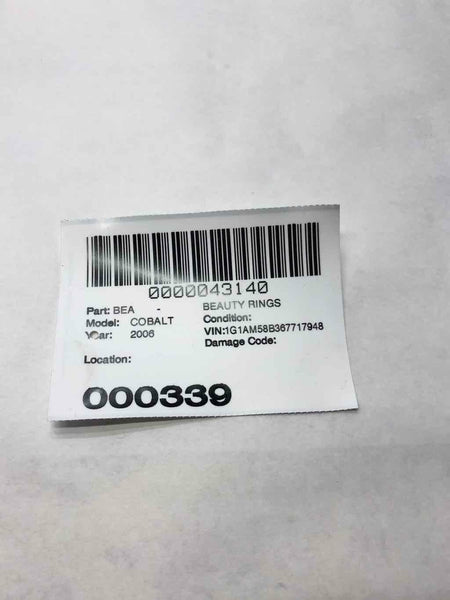 0000043140
Part: BEA - BEAUTY RINGS
Model: COBALT Condition:
Year: 2006 VIN:1G1AM58B367717948
Damage Code:
Location:
000339